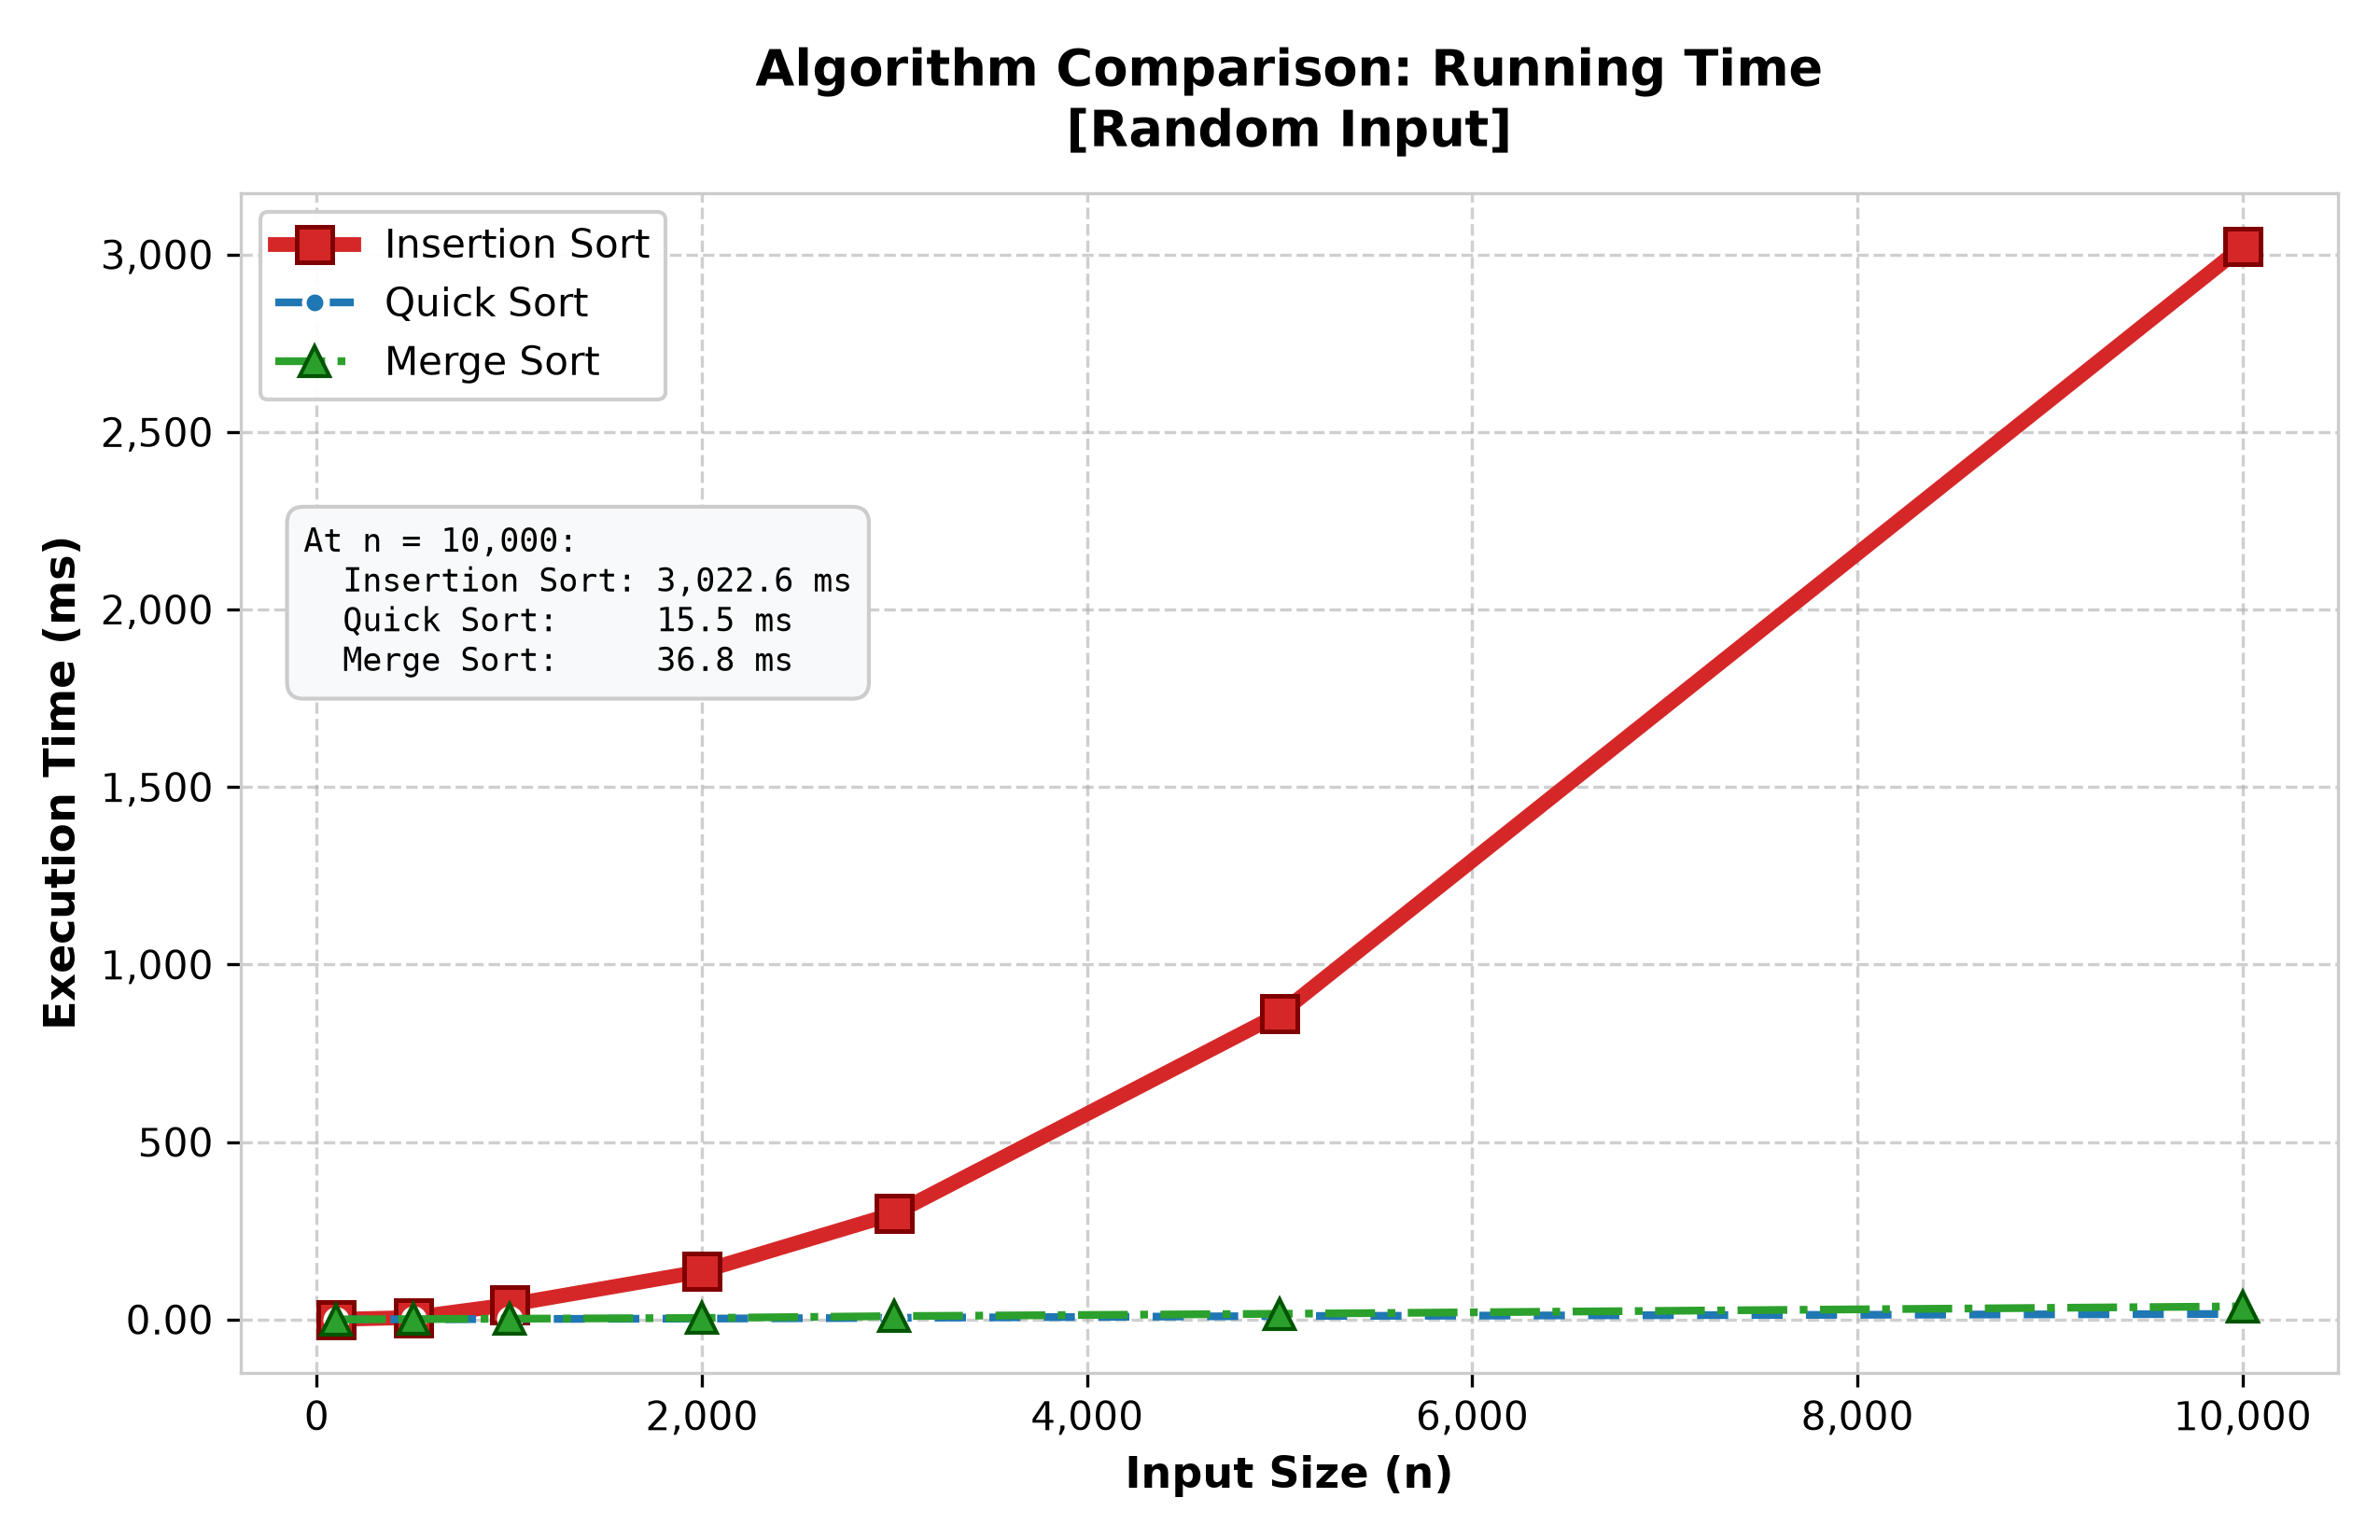 Algorithm Comparison: Running Time
[Random Input]
Insertion Sort
Quick Sort
Merge Sort
At n = 10,000:
Insertion Sort: 3,022.6 ms
Quick Sort: 15.5 ms
Merge Sort: 36.8 ms
Execution Time (ms)
3,000
2,500
2,000
1,500
1,000
500
0.00
0 2,000 4,000 6,000 8,000 10,000
Input Size (n)